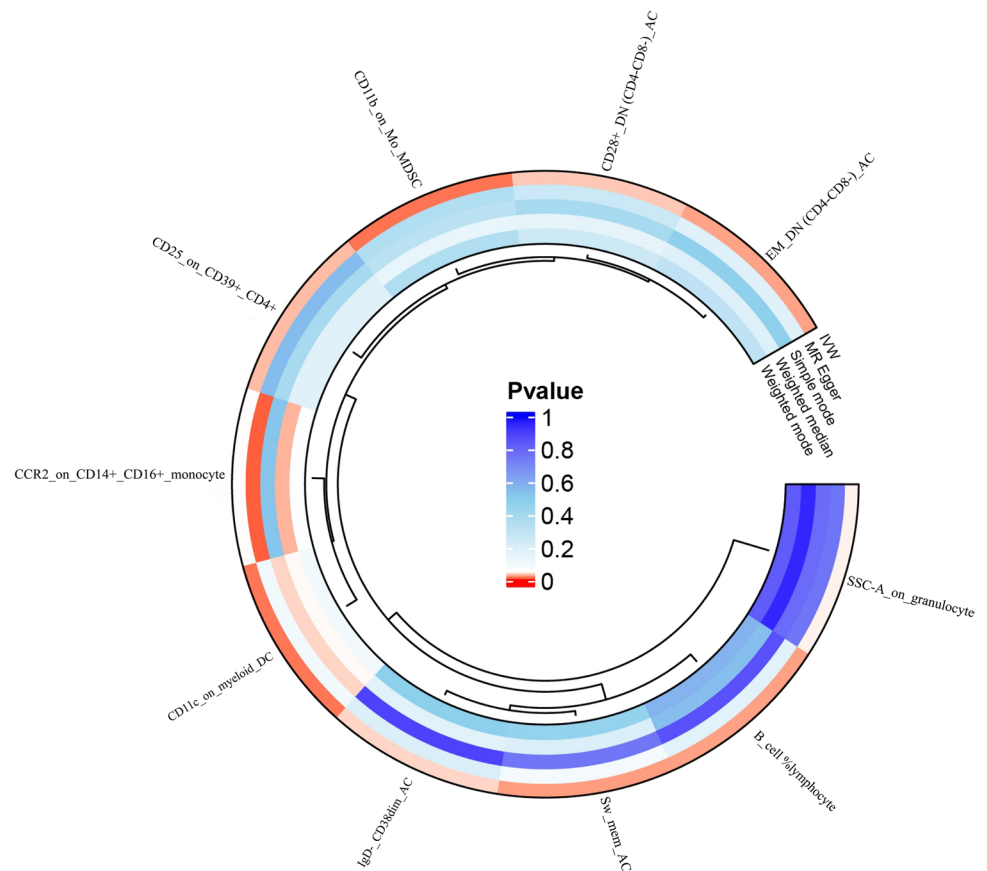 CD28+_DN (CD4-CD8-)_AC
CD11b_on_Mo_MDSC
EM_DN (CD4-CD8-)_AC
CD25_on_CD39+_CD4+
IVW
MR Egger
Simple mode
Weighted median
Weighted mode
Pvalue
1
0.8
0.6
0.4
0.2
0
CCR2_on_CD14+_CD16+_monocyte
SSC-A_on_granulocyte
CD11c_on_myeloid_DC
B_cell %lymphocyte
IgD-_CD38dim_AC
Sw_mem_AC